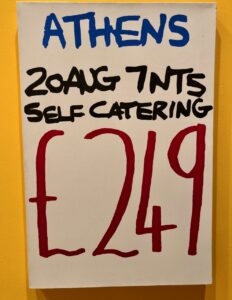 ATHENS
20AUG 7NTS
SELF CATERING
£249